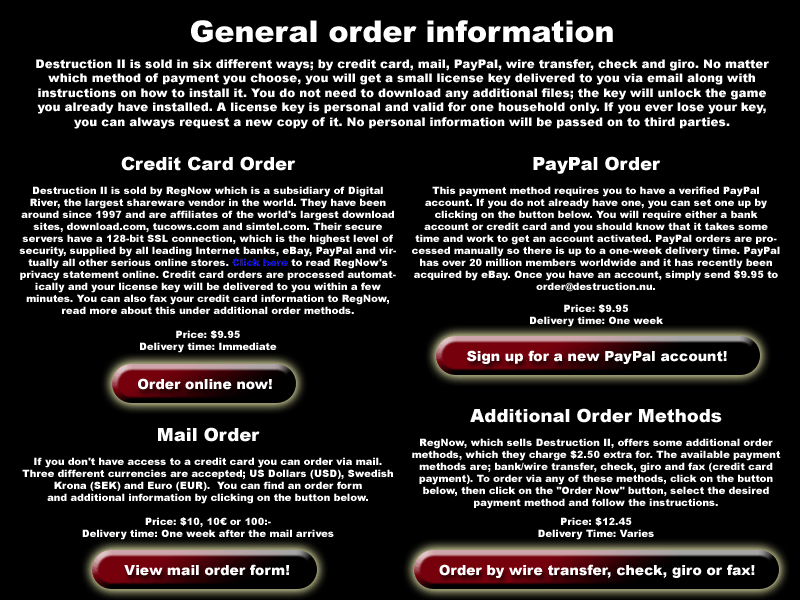 General order information
Destruction II is sold in six different ways; by credit card, mail, PayPal, wire transfer, check and giro. No matter
which method of payment you choose, you will get a small license key delivered to you via email along with
instructions on how to install it. You do not need to download any additional files; the key will unlock the game
you already have installed. A license key is personal and valid for one household only. If you ever lose your key,
you can always request a new copy of it. No personal information will be passed on to third parties.
Credit Card Order
Destruction II is sold by RegNow which is a subsidiary of Digital
River, the largest shareware vendor in the world. They have been
around since 1997 and are affiliates of the world's largest download
sites, download.com, tucows.com and simtel.com. Their secure
servers have a 128-bit SSL connection, which is the highest level of
security, supplied by all leading Internet banks, eBay, PayPal and vir-
tually all other serious online stores. Click here to read RegNow's
privacy statement online. Credit card orders are processed automat-
ically and your license key will be delivered to you within a few
minutes. You can also fax your credit card information to RegNow,
read more about this under additional order methods.
Price: $9.95
Delivery time: Immediate
Order online now!
Mail Order
If you don't have access to a credit card you can order via mail.
Three different currencies are accepted; US Dollars (USD), Swedish
Krona (SEK) and Euro (EUR). You can find an order form
and additional information by clicking on the button below.
Price: $10, 10€ or 100:-
Delivery time: One week after the mail arrives
View mail order form!
PayPal Order
This payment method requires you to have a verified PayPal
account. If you do not already have one, you can set one up by
clicking on the button below. You will require either a bank
account or credit card and you should know that it takes some
time and work to get an account activated. PayPal orders are pro-
cessed manually so there is up to a one-week delivery time. PayPal
has over 20 million members worldwide and it has recently been
acquired by eBay. Once you have an account, simply send $9.95 to
order@destruction.nu.
Price: $9.95
Delivery time: One week
Sign up for a new PayPal account!
Additional Order Methods
RegNow, which sells Destruction II, offers some additional order
methods, which they charge $2.50 extra for. The available payment
methods are; bank/wire transfer, check, giro and fax (credit card
payment). To order via any of these methods, click on the button
below, then click on the "Order Now" button, select the desired
payment method and follow the instructions.
Price: $12.45
Delivery Time: Varies
Order by wire transfer, check, giro or fax!